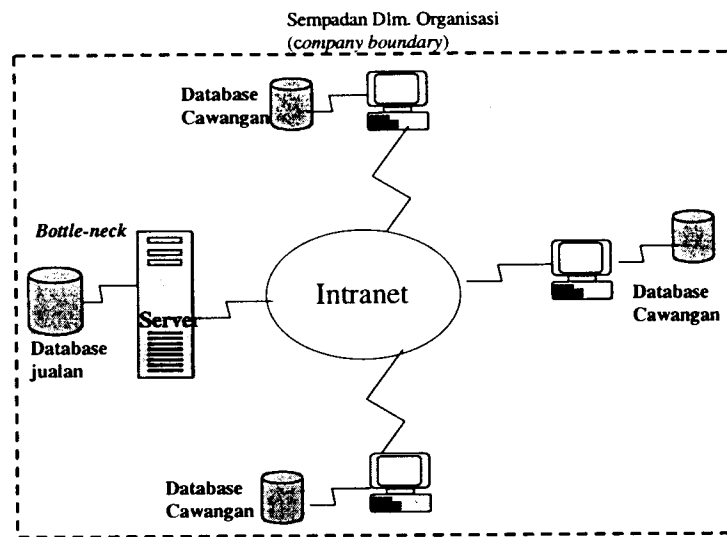 Sempadan Dlm. Organisasi
(company boundary)
Database
Cawangan
Bottle-neck
Server
Database
jualan
Intranet
Database
Cawangan
Database
Cawangan